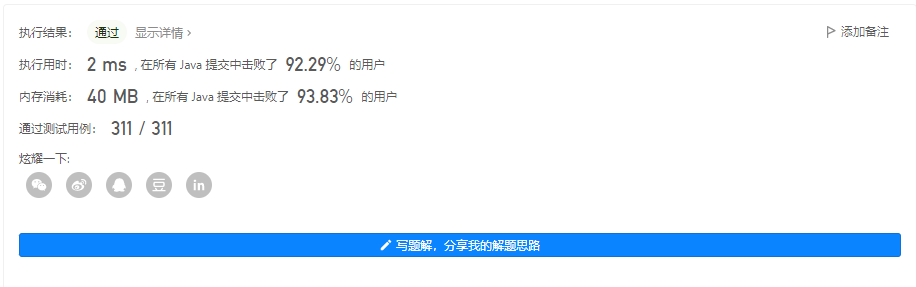 执行结果： 通过 显示详情 › 添加备注
执行用时： 2 ms , 在所有 Java 提交中击败了 92.29% 的用户
内存消耗： 40 MB , 在所有 Java 提交中击败了 93.83% 的用户
通过测试用例： 311 / 311
炫耀一下:
豆 in
写题解，分享我的解题思路